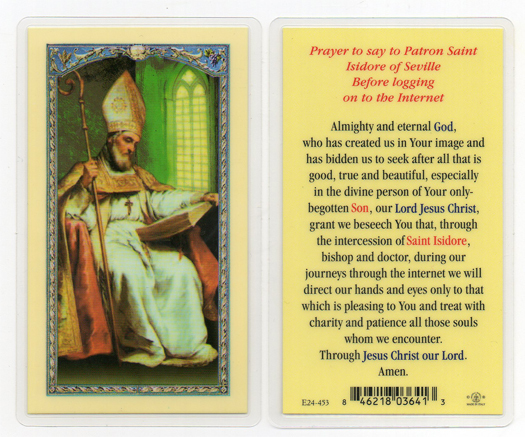 Prayer to say to Patron Saint
Isidore of Seville
Before logging
on to the Internet
Almighty and eternal God,
who has created us in Your image and
has bidden us to seek after all that is
good, true and beautiful, especially
in the divine person of Your only-
begotten Son, our Lord Jesus Christ,
grant we beseech You that, through
the intercession of Saint Isidore,
bishop and doctor, during our
journeys through the internet we will
direct our hands and eyes only to that
which is pleasing to You and treat with
charity and patience all those souls
whom we encounter.
Through Jesus Christ our Lord.
Amen.
E24-453
8 46218 03641 3